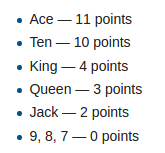 • Ace — 11 points
• Ten — 10 points
• King — 4 points
• Queen — 3 points
• Jack — 2 points
• 9, 8, 7 — 0 points